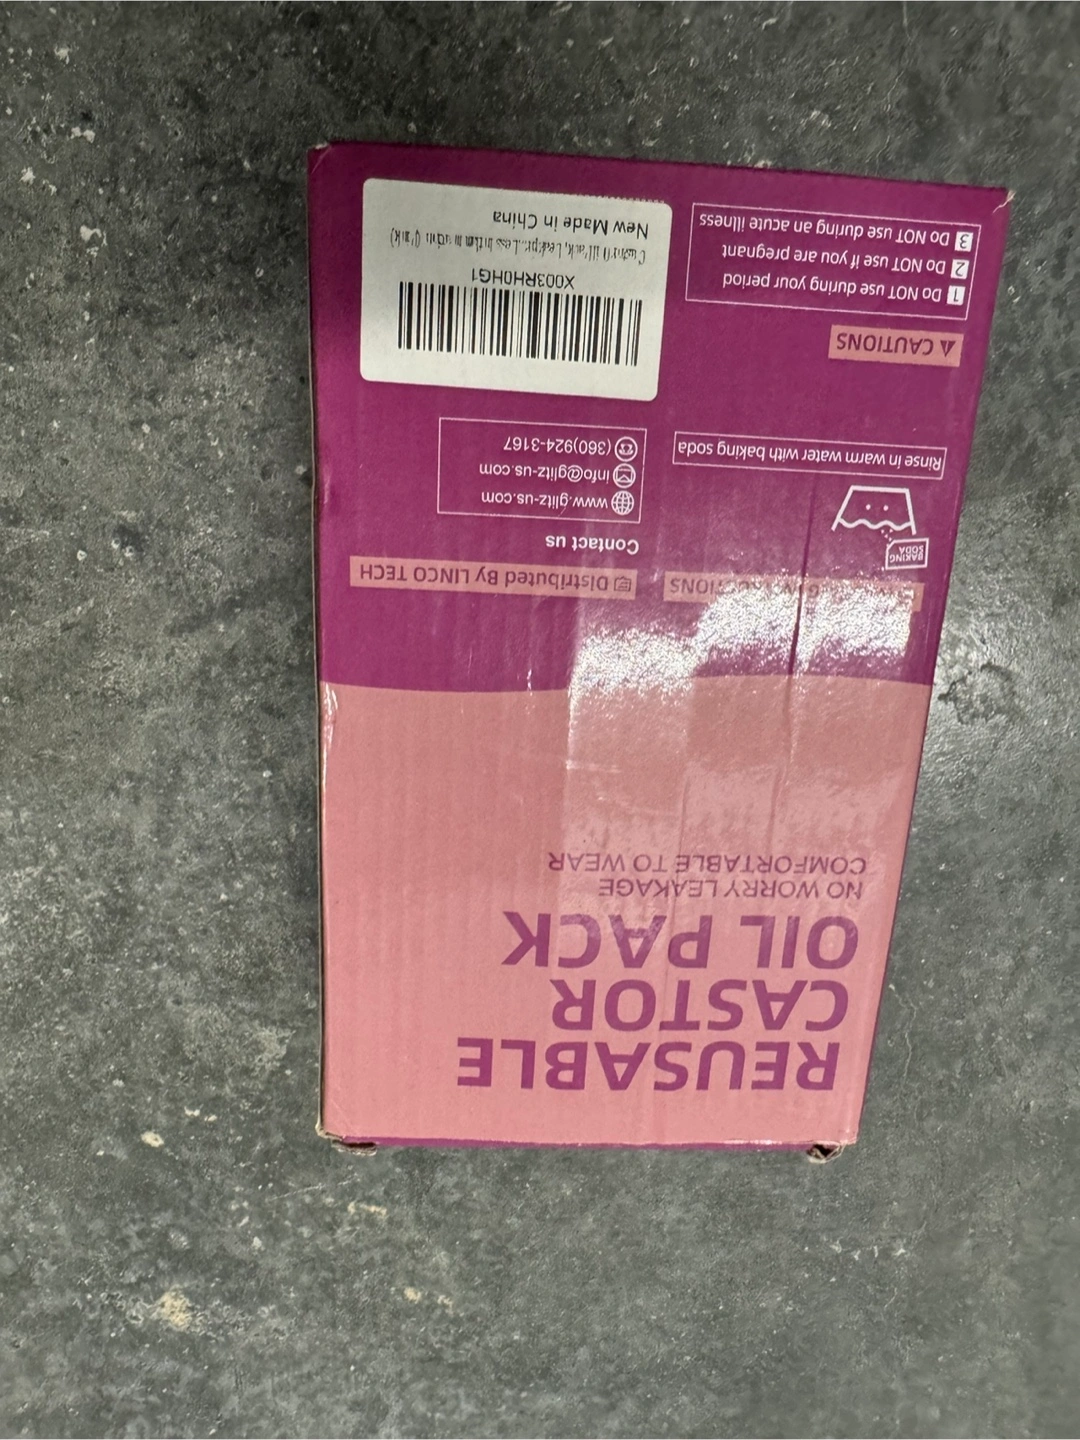 REUSABLE
CASTOR
OIL PACK
NO WORRY LEAKAGE
COMFORTABLE TO WEAR
BAKING
SODA
Rinse in warm water with baking soda
⚠ CAUTIONS
1 Do NOT use during your period
2 Do NOT use if you are pregnant
3 Do NOT use during an acute illness
Distributed By LINCO TECH
Contact us
www.glitz-us.com
info@glitz-us.com
(360)924-3167
X003RH0HG1
New Made in China